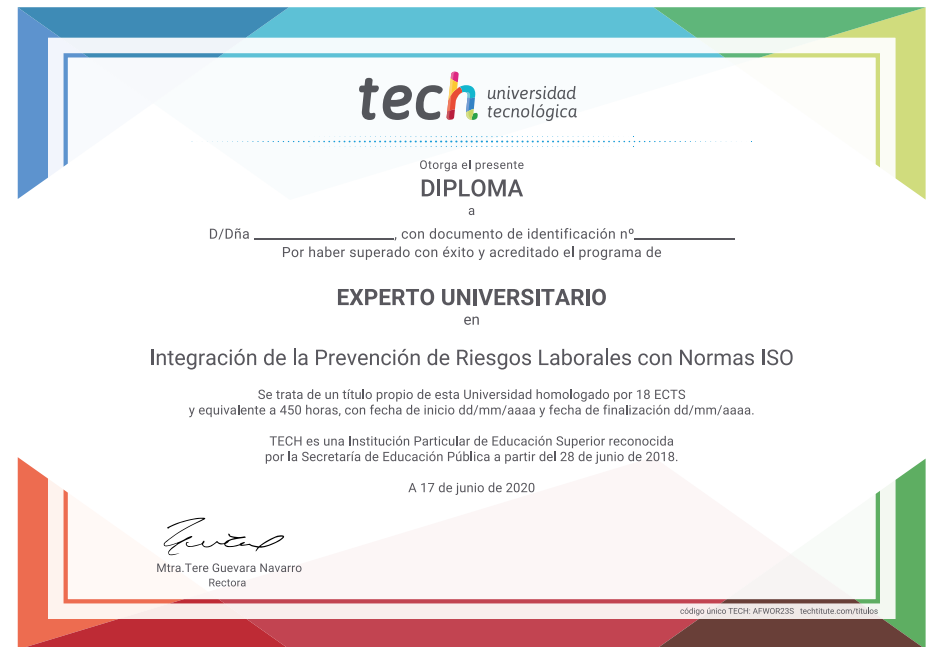 tech universidad
tecnológica
Otorga el presente
DIPLOMA
a
D/Dña ____________________, con documento de identificación nº______________
Por haber superado con éxito y acreditado el programa de
EXPERTO UNIVERSITARIO
en
Integración de la Prevención de Riesgos Laborales con Normas ISO
Se trata de un título propio de esta Universidad homologado por 18 ECTS
y equivalente a 450 horas, con fecha de inicio dd/mm/aaaa y fecha de finalización dd/mm/aaaa.
TECH es una Institución Particular de Educación Superior reconocida
por la Secretaría de Educación Pública a partir del 28 de junio de 2018.
A 17 de junio de 2020
Mtra.Tere Guevara Navarro
Rectora
código único TECH: AFWOR23S techtitute.com/titulos